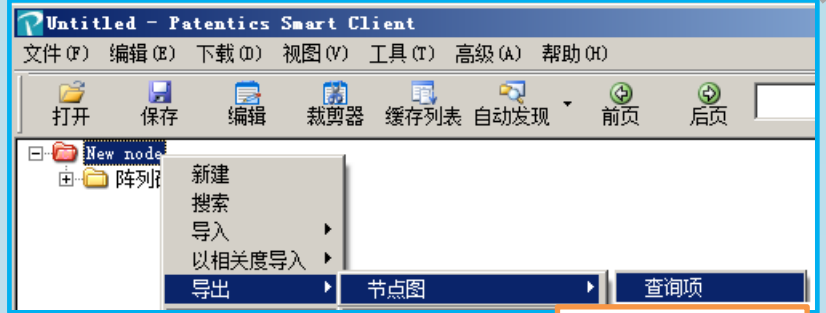 Untitled - Patentics Smart Client
文件(F) 编辑(E) 下载(D) 视图(V) 工具(T) 高级(A) 帮助(H)
打开 保存 编辑 裁剪器 缓存列表 自动发现 前页 后页
New node
阵列
新建
搜索
导入
以相关度导入
导出 节点图 查询项